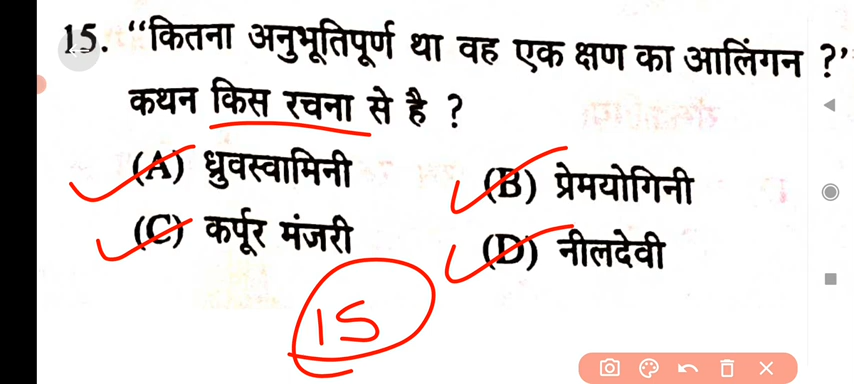 15. “कितना अनुभूतिपूर्ण था वह एक क्षण का आलिंगन ?’
कथन किस रचना से है ?
(A) ध्रुवस्वामिनी
(B) प्रेमयोगिनी
(C) कर्पूर मंजरी
(D) नीलदेवी
15